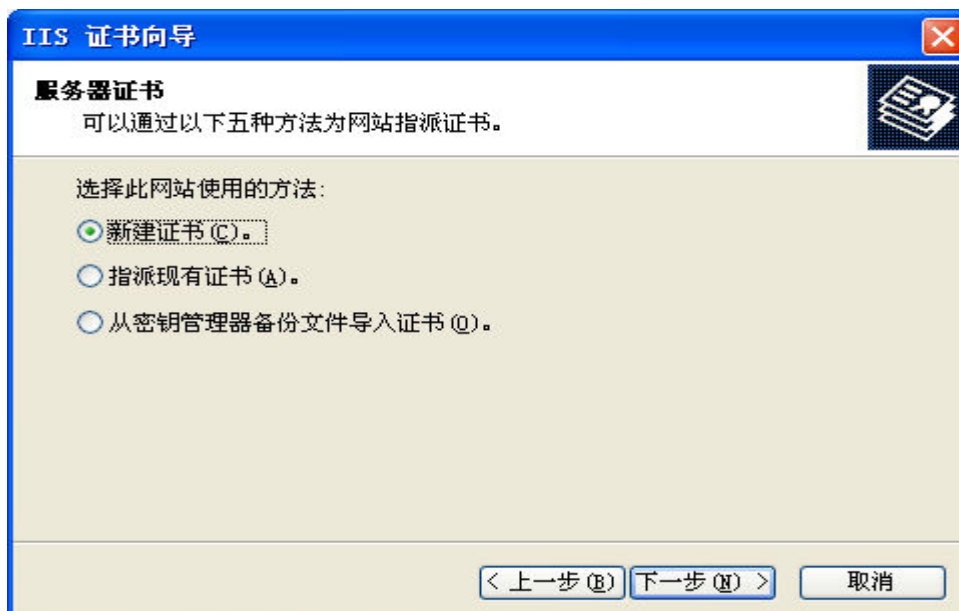 IIS 证书向导
服务器证书
可以通过以下五种方法为网站指派证书。
选择此网站使用的方法:
新建证书(C)。
指派现有证书(A)。
从密钥管理器备份文件导入证书(O)。
< 上一步(B) 下一步(N) > 取消